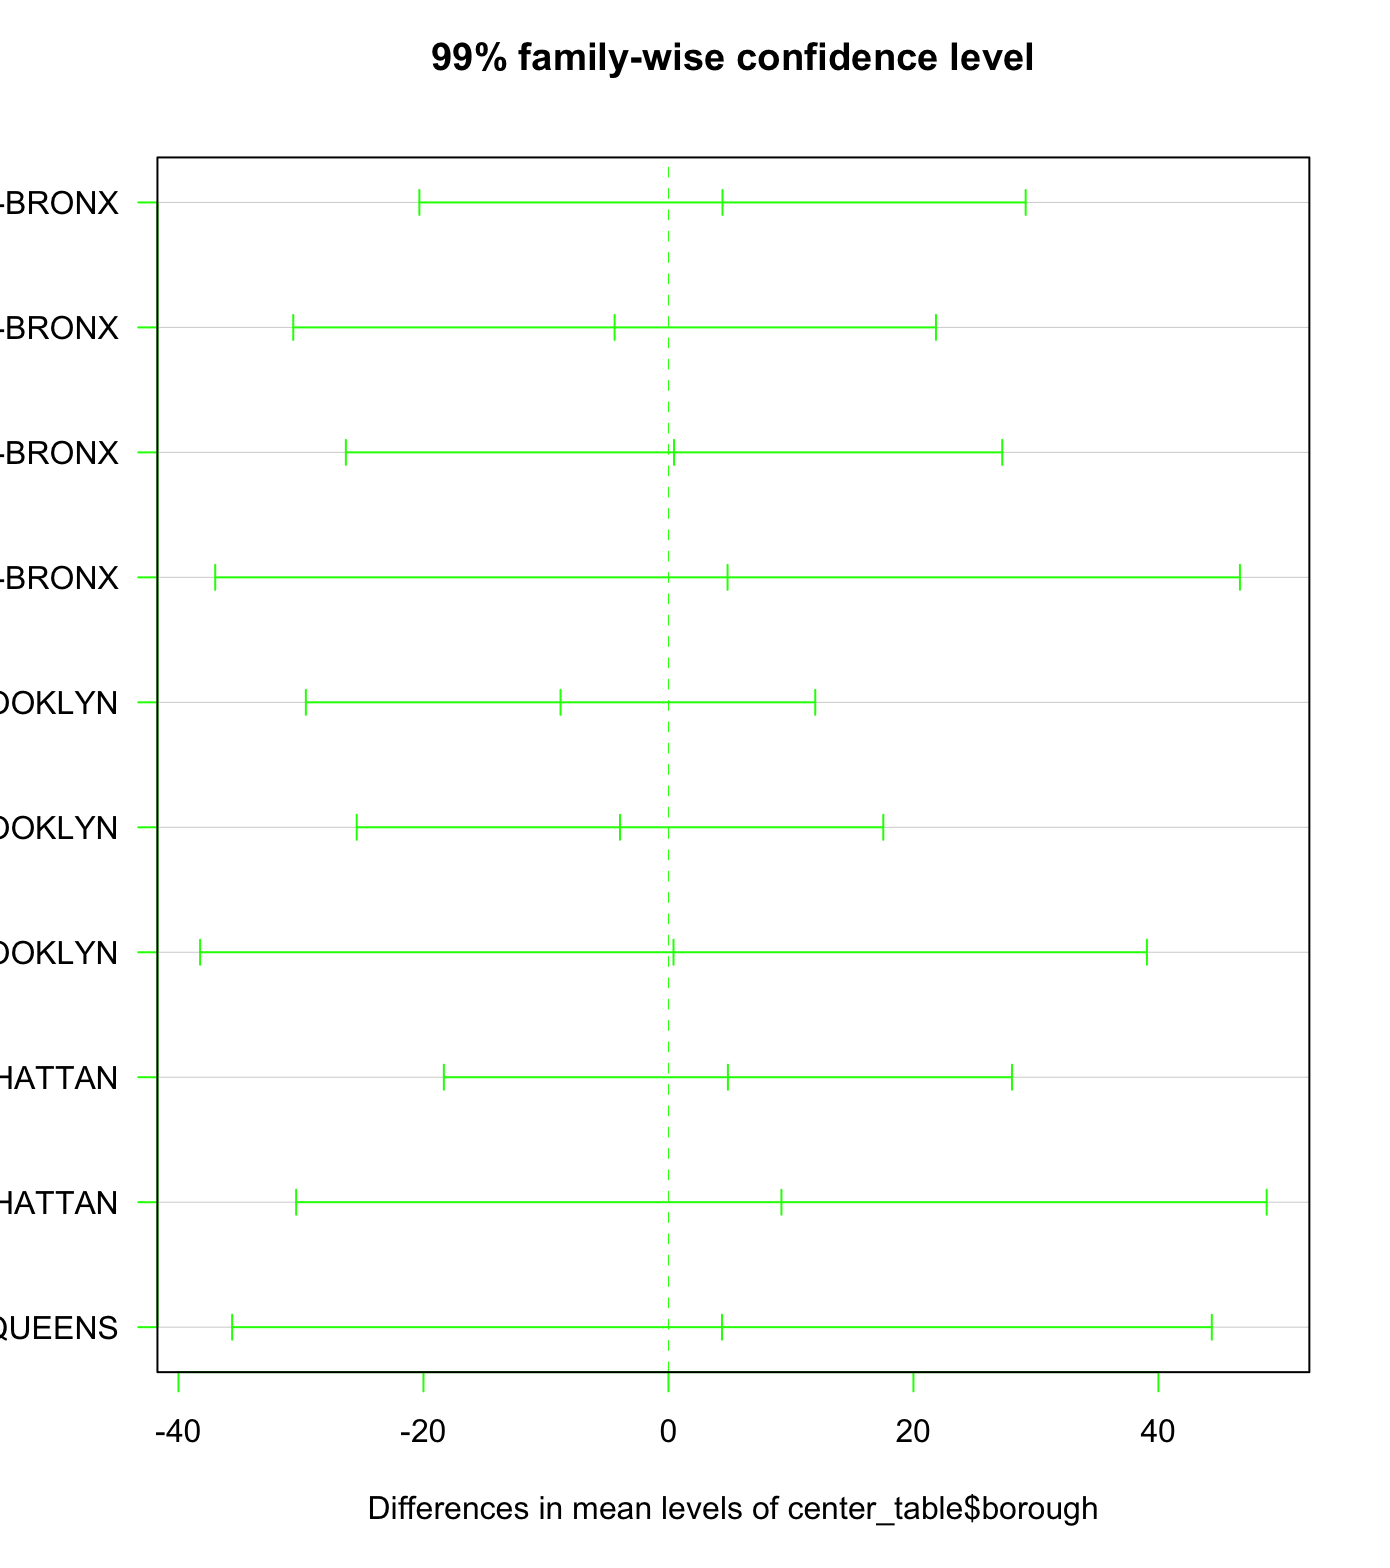 99% family-wise confidence level
-BRONX
-BRONX
-BRONX
-BRONX
OOKLYN
OOKLYN
OOKLYN
HATTAN
HATTAN
QUEENS
-40 -20 0 20 40
Differences in mean levels of center_table$borough